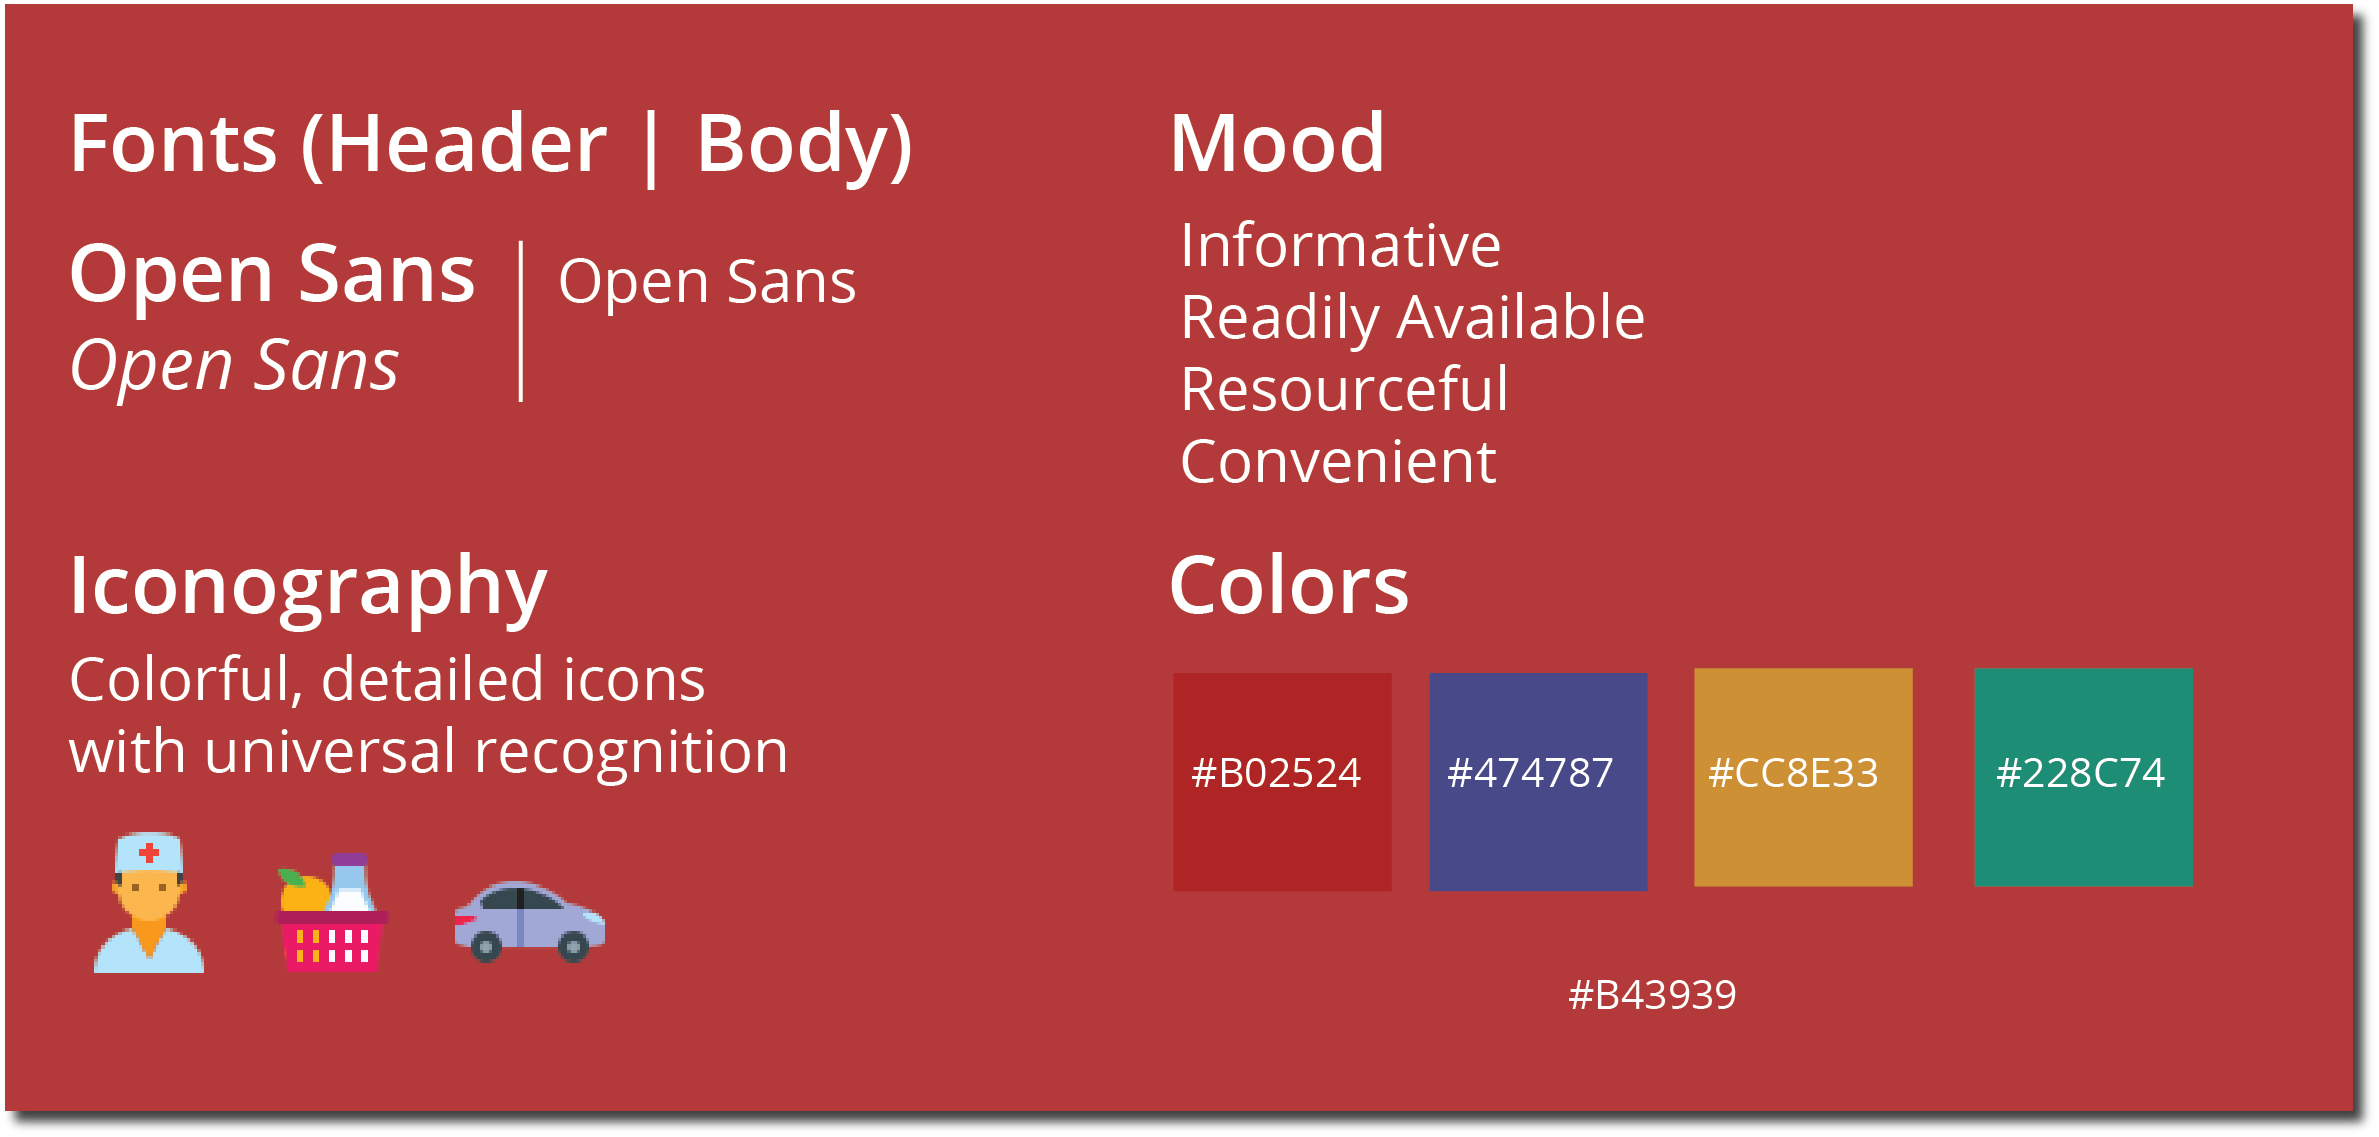 Fonts (Header | Body)
Open Sans
Open Sans
Open Sans
Mood
Informative
Readily Available
Resourceful
Convenient
Iconography
Colorful, detailed icons
with universal recognition
Colors
#B02524
#474787
#CC8E33
#228C74
#B43939